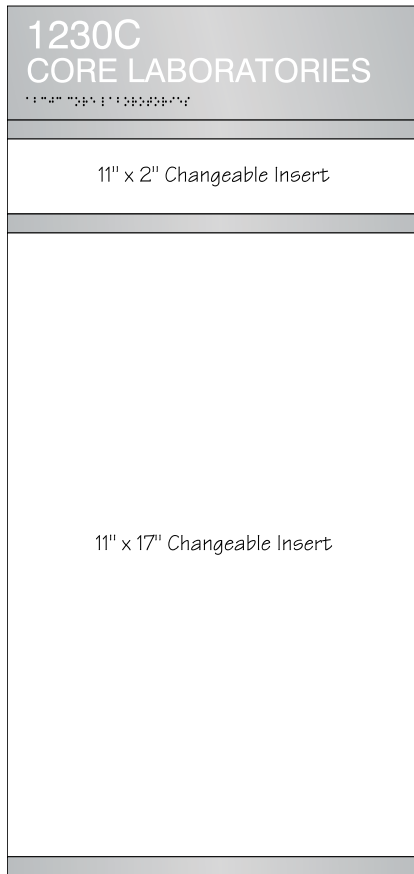 1230C
CORE LABORATORIES
11" x 2" Changeable Insert
11" x 17" Changeable Insert